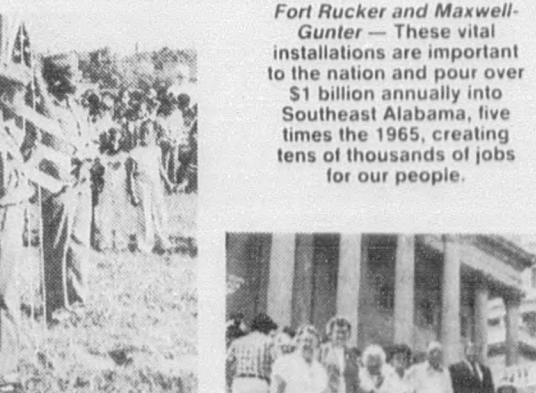 Fort Rucker and Maxwell-
Gunter — These vital
installations are important
to the nation and pour over
$1 billion annually into
Southeast Alabama, five
times the 1965, creating
tens of thousands of jobs
for our people.